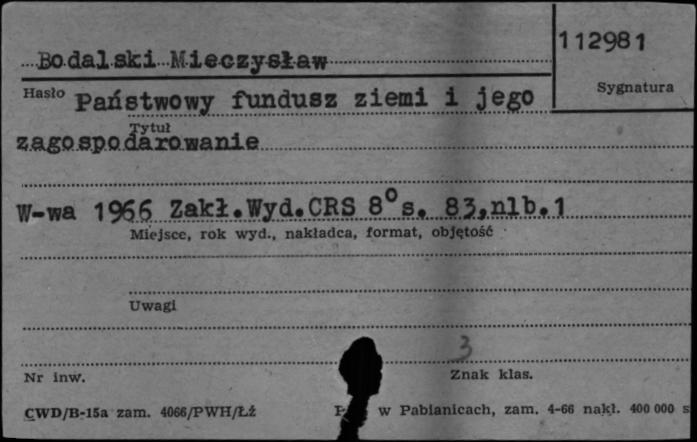 112981
Bodalski Mieczysław
Sygnatura
Hasło Państwowy fundusz ziemi i jego
Tytuł
zagospodarowanie
W-wa 1966 Zakł.Wyd.CRS 8° s. 83,nlb.1
Miejsce, rok wyd., nakładca, format, objętość
Uwagi
3
Nr inw. Znak klas.
CWD/B-15a zam. 4066/PWH/Łź w Pabianicach, zam. 4-66 nakł. 400 000 s